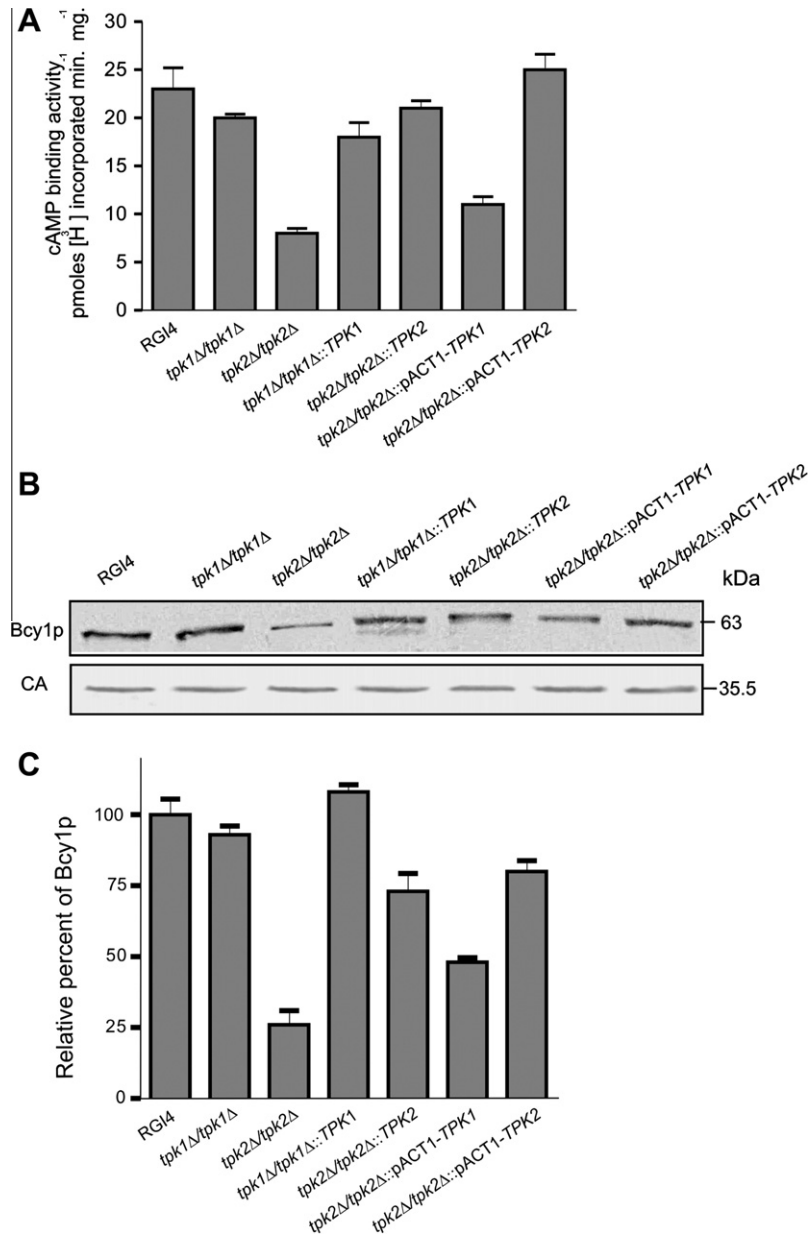 A
cAMP binding activity
pmoles [³H ] incorporated min.⁻¹ mg.⁻¹
30
25
20
15
10
5
0
RGI4
tpk1Δ/tpk1Δ
tpk2Δ/tpk2Δ
tpk1Δ/tpk1Δ::TPK1
tpk2Δ/tpk2Δ::TPK2
tpk2Δ/tpk2Δ::pACT1-TPK1
tpk2Δ/tpk2Δ::pACT1-TPK2
B
RGI4
tpk1Δ/tpk1Δ
tpk2Δ/tpk2Δ
tpk1Δ/tpk1Δ::TPK1
tpk2Δ/tpk2Δ::TPK2
tpk2Δ/tpk2Δ::pACT1-TPK1
tpk2Δ/tpk2Δ::pACT1-TPK2
kDa
Bcy1p
63
CA
35.5
C
Relative percent of Bcy1p
100
75
50
25
0
RGI4
tpk1Δ/tpk1Δ
tpk2Δ/tpk2Δ
tpk1Δ/tpk1Δ::TPK1
tpk2Δ/tpk2Δ::TPK2
tpk2Δ/tpk2Δ::pACT1-TPK1
tpk2Δ/tpk2Δ::pACT1-TPK2